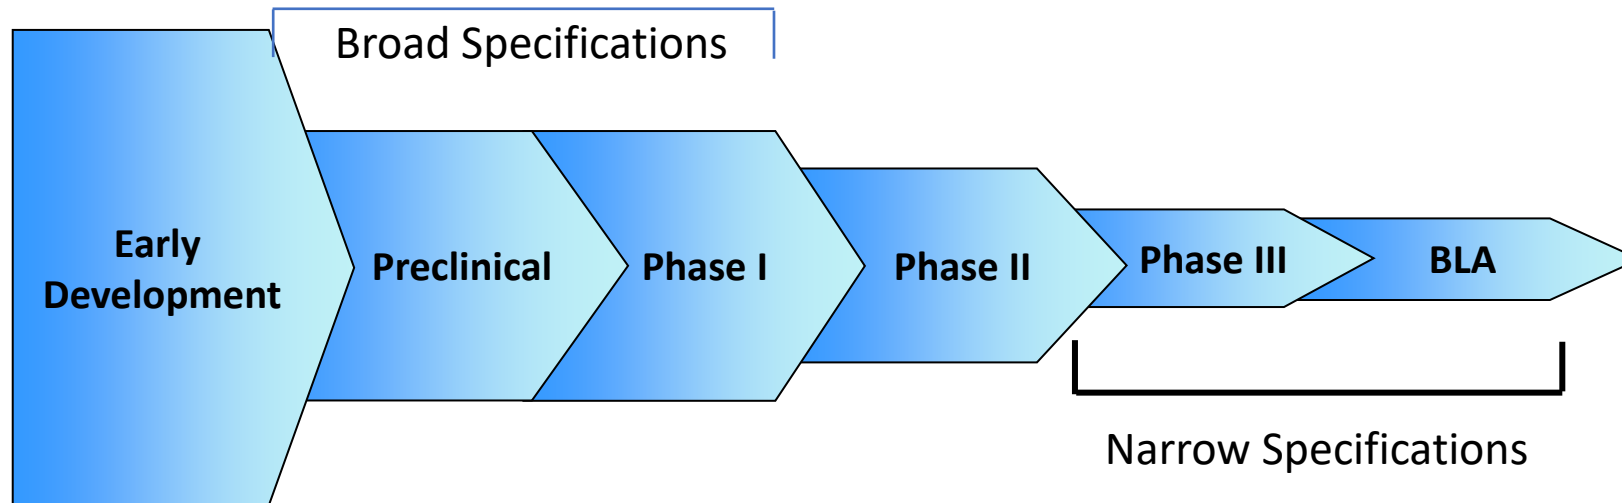 Broad Specifications
Early
Development
Preclinical
Phase I
Phase II
Phase III
BLA
Narrow Specifications